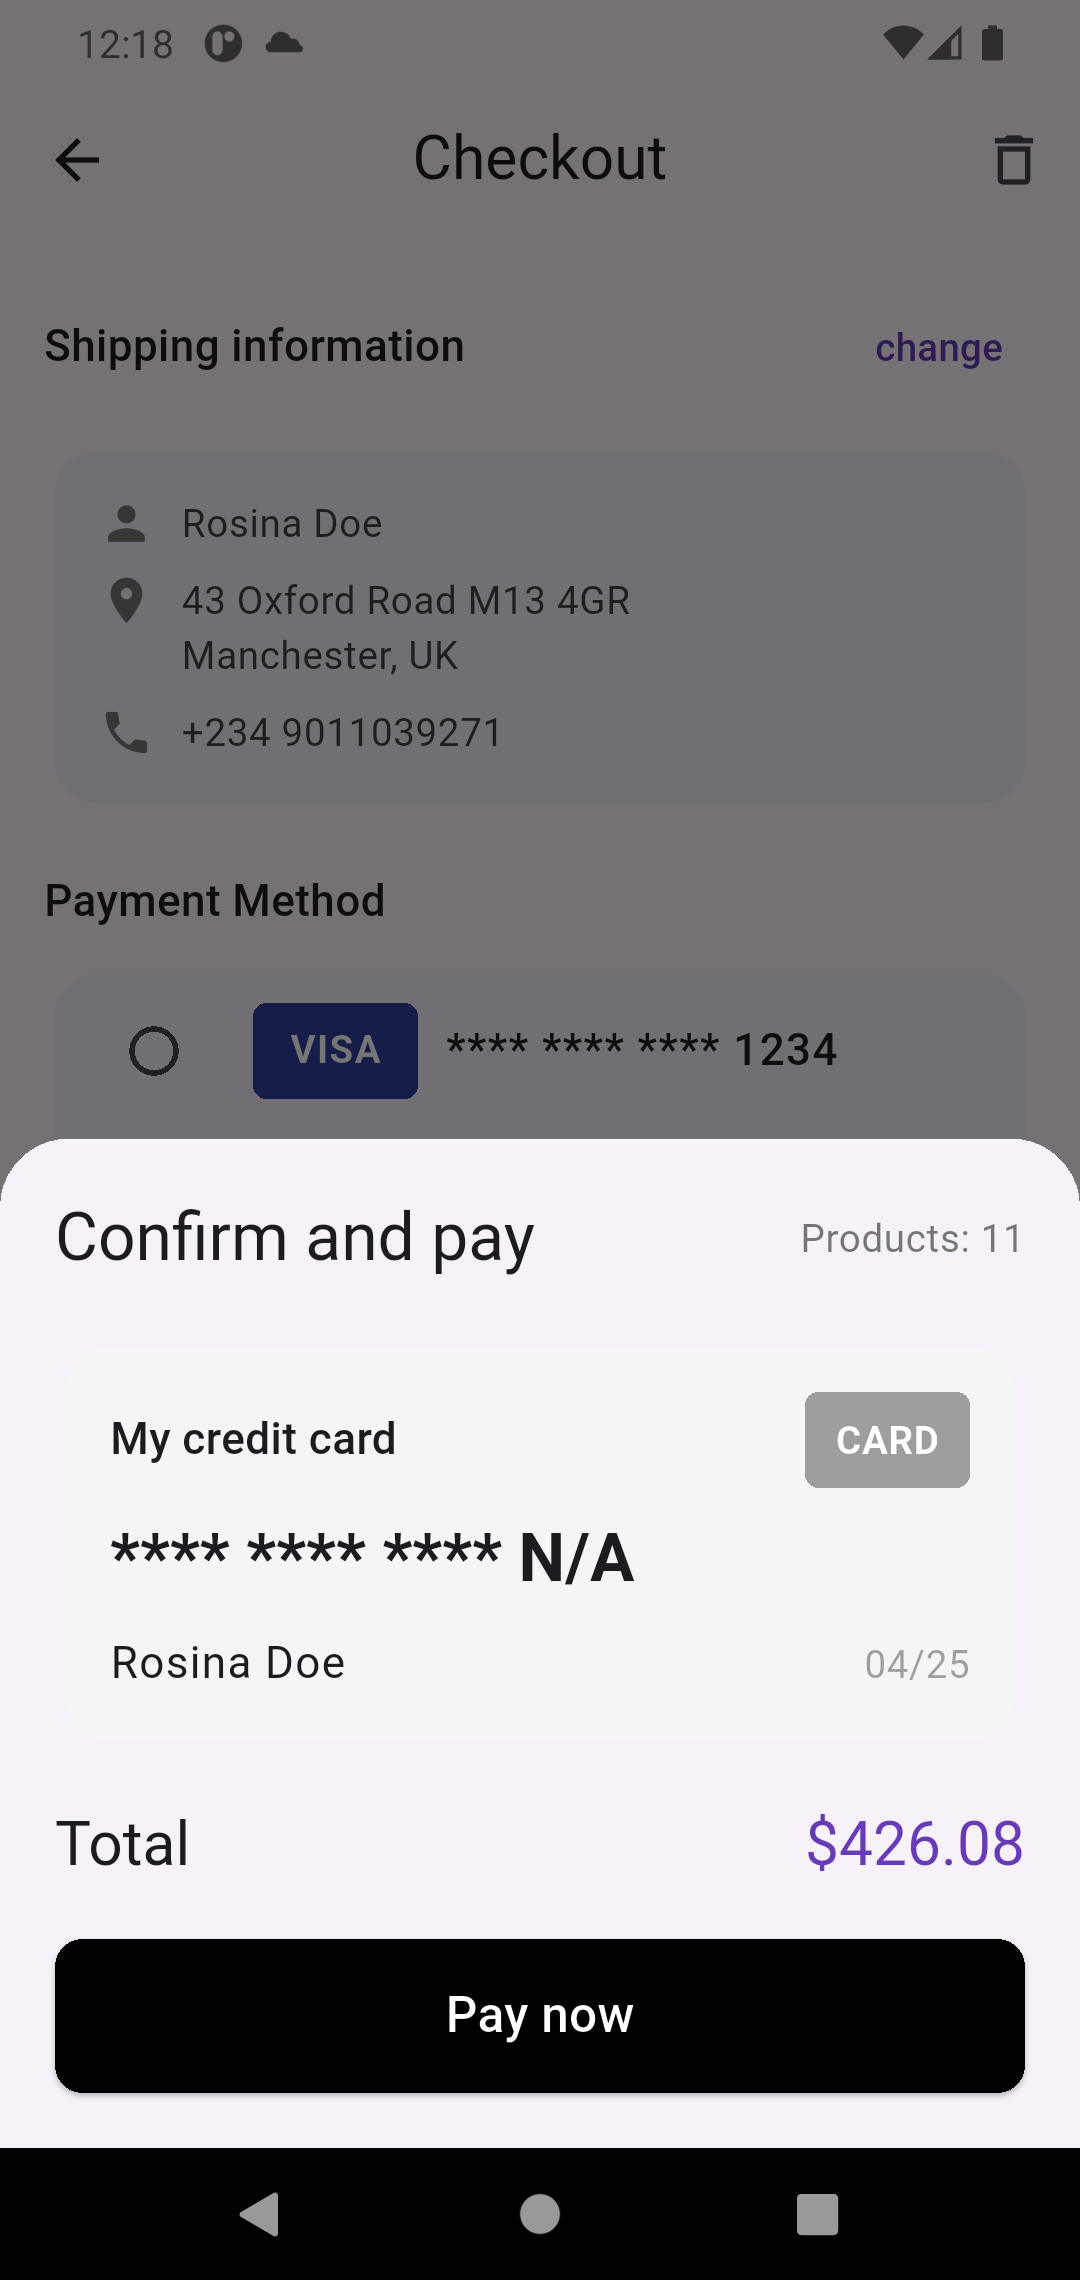 12:18
Checkout
Shipping information
change
Rosina Doe
43 Oxford Road M13 4GR
Manchester, UK
+234 9011039271
Payment Method
VISA
**** **** **** 1234
Confirm and pay
Products: 11
My credit card
CARD
**** **** **** N/A
Rosina Doe
04/25
Total
$426.08
Pay now